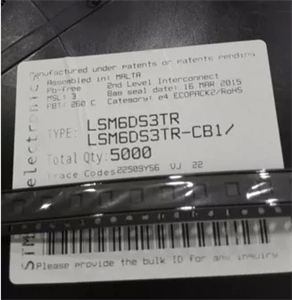 Manufactured under patents or patents pending
Assembled in: MALTA
Pb-free 2nd Level Interconnect
MSL: 3 Bag seal date: 16 MAR 2015
PBT: 260 C Category: e4 ECOPACK2/RoHS
TYPE: LSM6DS3TR
LSM6DS3TR-CB1/
Total Qty: 5000
Trace Codes 22509YS6 VJ 22
Please provide the bulk ID for any inquiry
STMicroelectronics